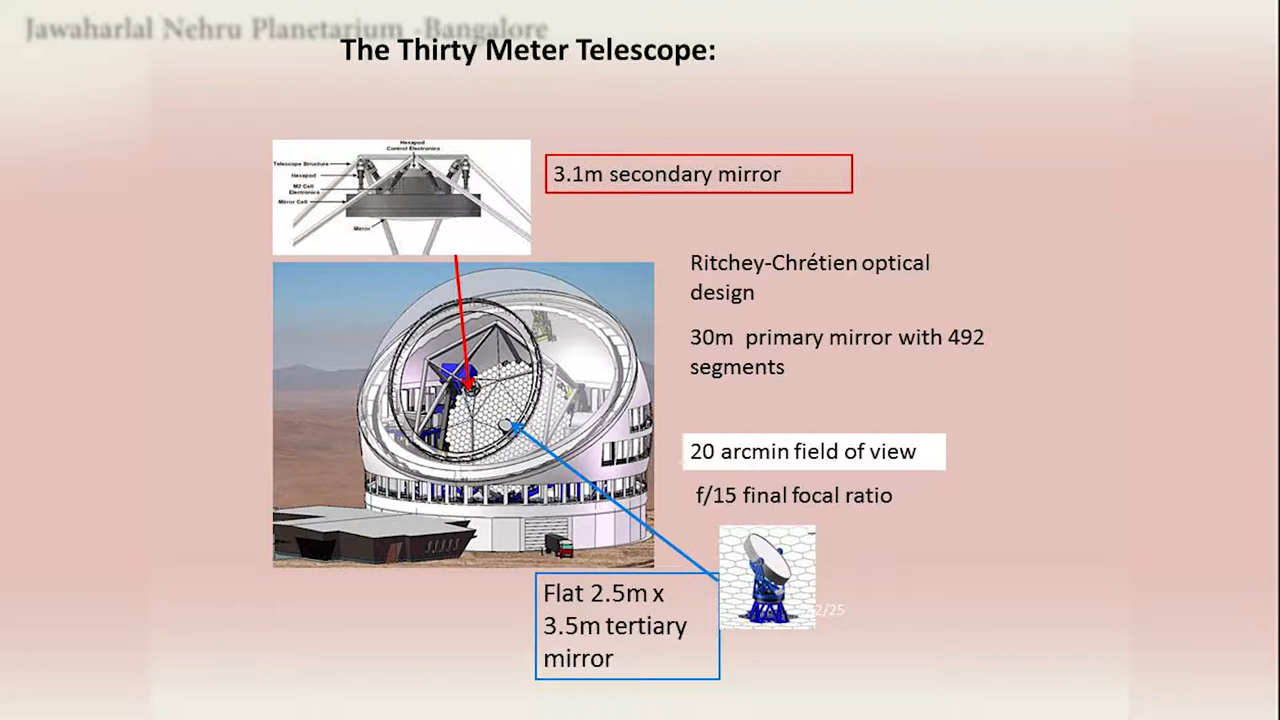 Jawaharlal Nehru Planetarium -Bangalore
The Thirty Meter Telescope:
Hexapod
Control Electronics
Telescope Structure
Hexapod
M2 Cell
Electronics
Mirror Cell
Mirror
3.1m secondary mirror
Ritchey-Chrétien optical
design
30m primary mirror with 492
segments
20 arcmin field of view
f/15 final focal ratio
Flat 2.5m x
3.5m tertiary
mirror
2/25